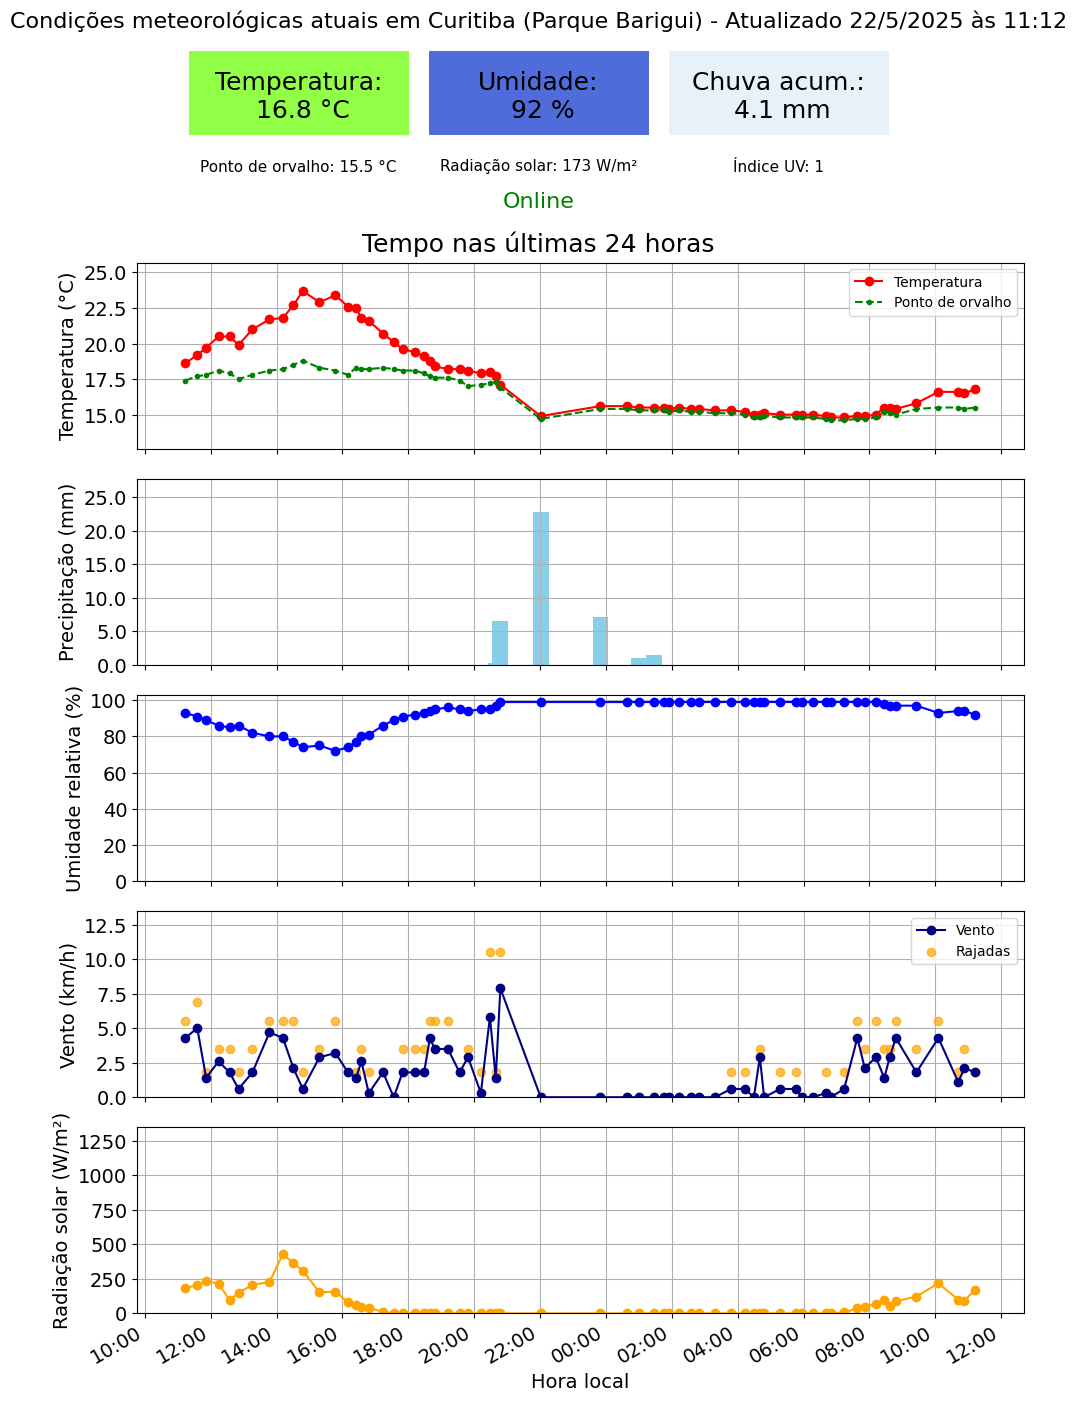 Condições meteorológicas atuais em Curitiba (Parque Barigui) - Atualizado 22/5/2025 às 11:12
Temperatura:
16.8 °C
Umidade:
92 %
Chuva acum.:
4.1 mm
Ponto de orvalho: 15.5 °C
Radiação solar: 173 W/m²
Índice UV: 1
Online
Tempo nas últimas 24 horas
Temperatura (°C)
25.0
22.5
20.0
17.5
15.0
Temperatura
Ponto de orvalho
Precipitação (mm)
25.0
20.0
15.0
10.0
5.0
0.0
Umidade relativa (%)
100
80
60
40
20
0
Vento (km/h)
12.5
10.0
7.5
5.0
2.5
0.0
Vento
Rajadas
Radiação solar (W/m²)
1250
1000
750
500
250
0
10:00
12:00
14:00
16:00
18:00
20:00
22:00
00:00
02:00
04:00
06:00
08:00
10:00
12:00
Hora local